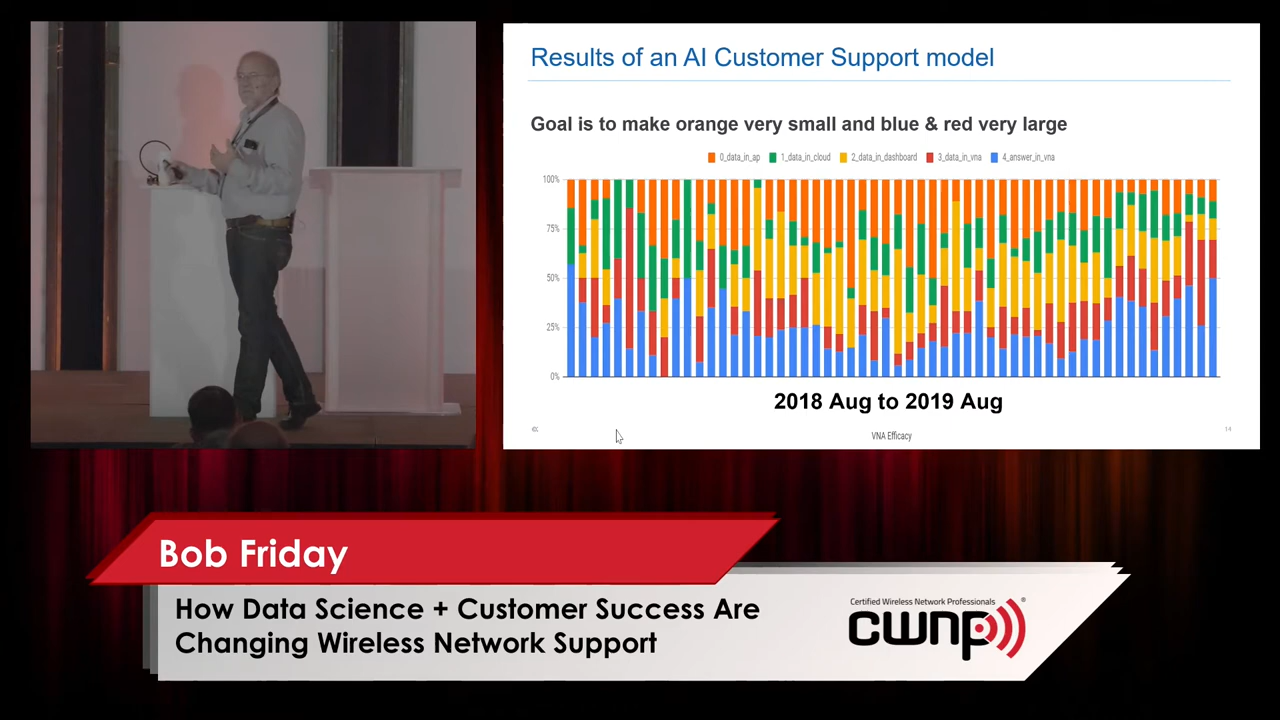 Results of an AI Customer Support model
Goal is to make orange very small and blue & red very large
0_data_in_ap 1_data_in_cloud 2_data_in_dashboard 3_data_in_vna 4_answer_in_vna
100%
75%
50%
25%
0%
2018 Aug to 2019 Aug
VNA Efficacy
14
Bob Friday
How Data Science + Customer Success Are
Changing Wireless Network Support
Certified Wireless Network Professionals
cwnp
®